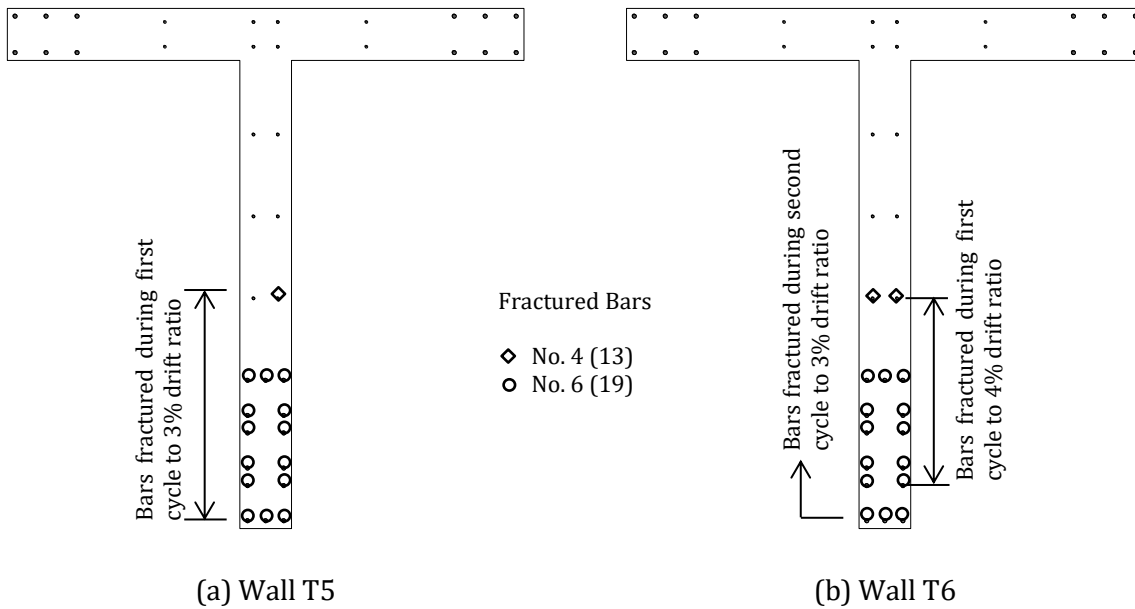 Bars fractured during first
cycle to 3% drift ratio
Fractured Bars
No. 4 (13)
No. 6 (19)
Bars fractured during second
cycle to 3% drift ratio
Bars fractured during first
cycle to 4% drift ratio
(a) Wall T5
(b) Wall T6